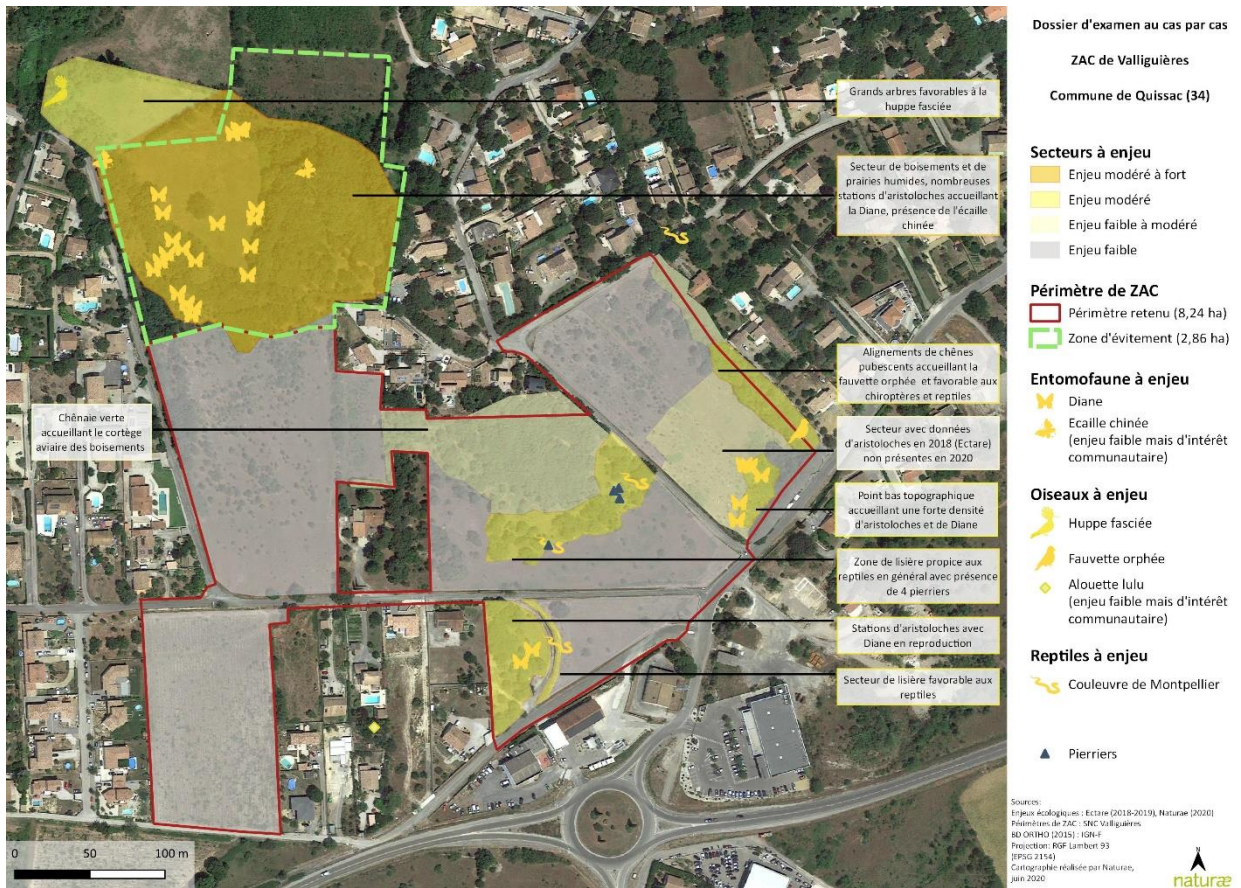 Grands arbres favorables à la
huppe fasciée
Secteur de boisements et de
prairies humides, nombreuses
stations d'aristoloches accueillant
la Diane, présence de l'écaille
chinée
Alignements de chênes
pubescents accueillant la
fauvette orphée et favorable aux
chiroptères et reptiles
Chênaie verte
accueillant le cortège
aviaire des boisements
Secteur avec données
d'aristoloches en 2018 (Ectare)
non présentes en 2020
Point bas topographique
accueillant une forte densité
d'aristoloches et de Diane
Zone de lisière propice aux
reptiles en général avec présence
de 4 pierriers
Stations d'aristoloches avec
Diane en reproduction
Secteur de lisière favorable aux
reptiles
0 50 100 m
Dossier d'examen au cas par cas
ZAC de Valliguières
Commune de Quissac (34)
Secteurs à enjeu
Enjeu modéré à fort
Enjeu modéré
Enjeu faible à modéré
Enjeu faible
Périmètre de ZAC
Périmètre retenu (8,24 ha)
Zone d'évitement (2,86 ha)
Entomofaune à enjeu
Diane
Ecaille chinée
(enjeu faible mais d'intérêt
communautaire)
Oiseaux à enjeu
Huppe fasciée
Fauvette orphée
Alouette lulu
(enjeu faible mais d'intérêt
communautaire)
Reptiles à enjeu
Couleuvre de Montpellier
Pierriers
Sources:
Enjeux écologiques : Ectare (2018-2019), Naturae (2020)
Périmètres de ZAC : SNC Valliguières
BD ORTHO (2015) : IGN-F
Projection: RGF Lambert 93
(EPSG 2154)
Cartographie réalisée par Naturae,
juin 2020
N
naturæ